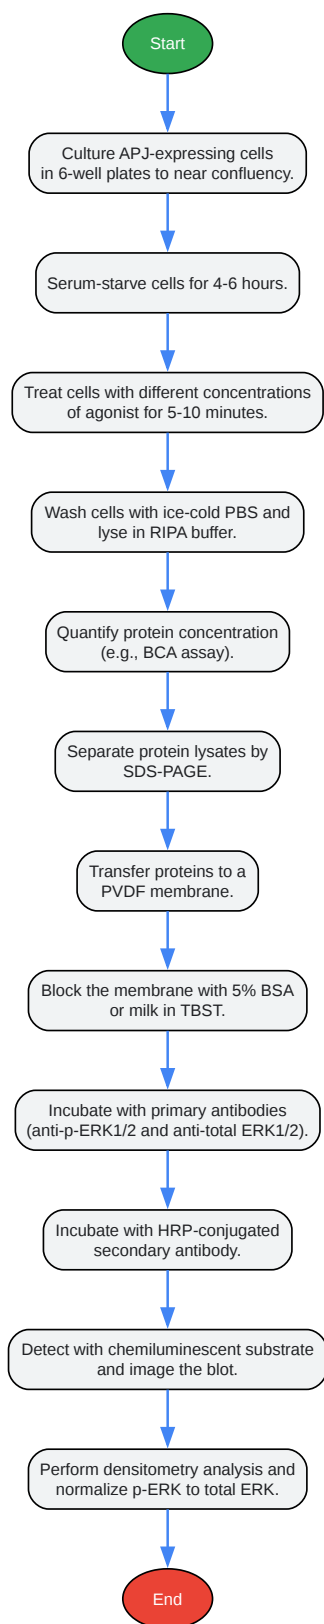 Start
Culture APJ-expressing cells
in 6-well plates to near confluency.
Serum-starve cells for 4-6 hours.
Treat cells with different concentrations
of agonist for 5-10 minutes.
Wash cells with ice-cold PBS and
lyse in RIPA buffer.
Quantify protein concentration
(e.g., BCA assay).
Separate protein lysates by
SDS-PAGE.
Transfer proteins to a
PVDF membrane.
Block the membrane with 5% BSA
or milk in TBST.
Incubate with primary antibodies
(anti-p-ERK1/2 and anti-total ERK1/2).
Incubate with HRP-conjugated
secondary antibody.
Detect with chemiluminescent substrate
and image the blot.
Perform densitometry analysis and
normalize p-ERK to total ERK.
End